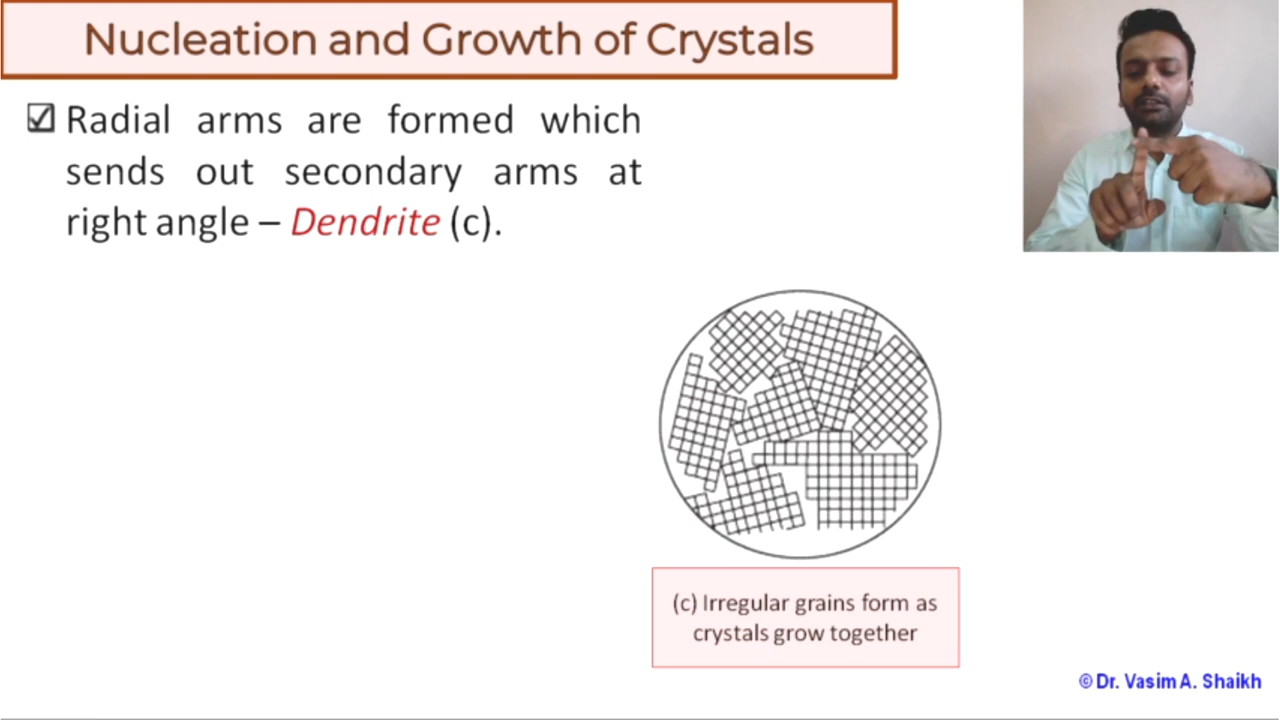 Nucleation and Growth of Crystals
Radial arms are formed which
sends out secondary arms at
right angle – Dendrite (c).
(c) Irregular grains form as
crystals grow together
© Dr. Vasim A. Shaikh